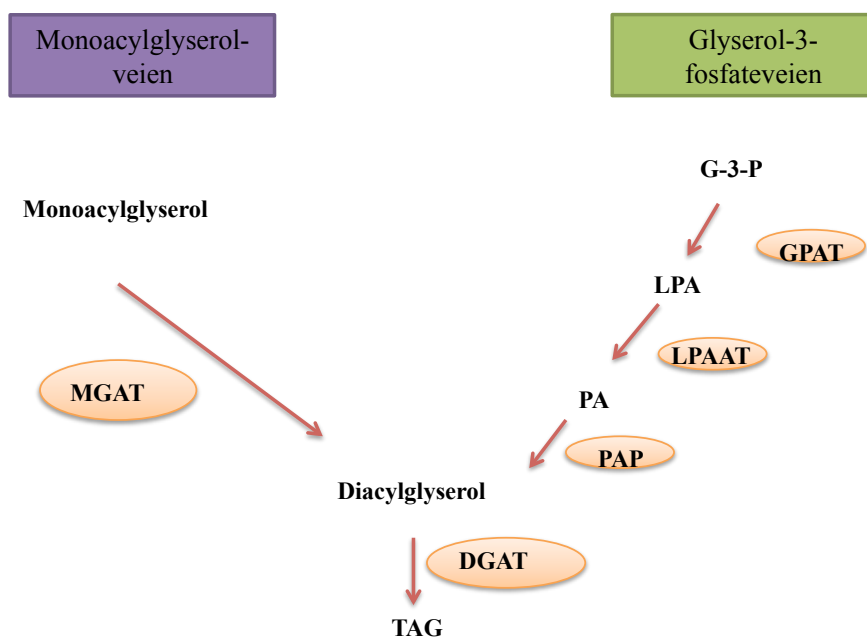 Monoacylglyserol-
veien
Glyserol-3-
fosfateveien
G-3-P
Monoacylglyserol
GPAT
LPA
LPAAT
MGAT
PA
PAP
Diacylglyserol
DGAT
TAG